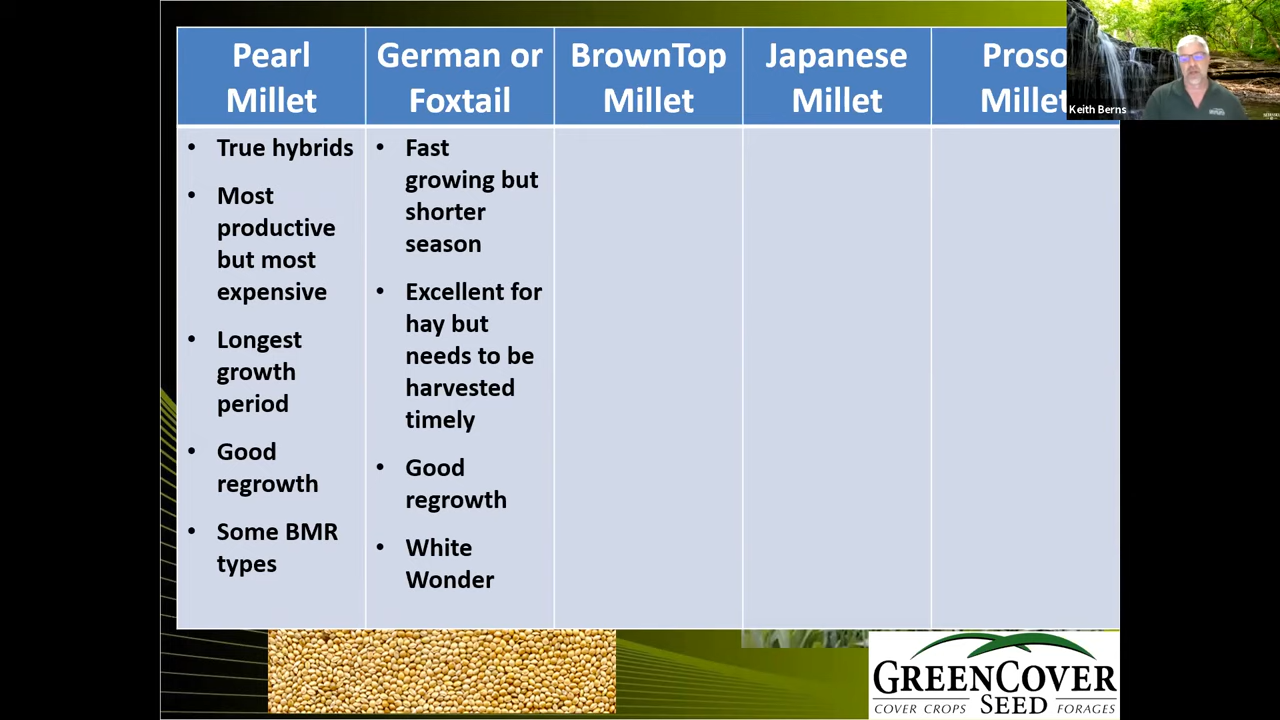 Pearl
Millet
German or
Foxtail
BrownTop
Millet
Japanese
Millet
Proso
Millet
Keith Berns
• True hybrids
• Most
productive
but most
expensive
• Longest
growth
period
• Good
regrowth
• Some BMR
types
• Fast
growing but
shorter
season
• Excellent for
hay but
needs to be
harvested
timely
• Good
regrowth
• White
Wonder
GREENCOVER
COVER CROPS SEED FORAGES